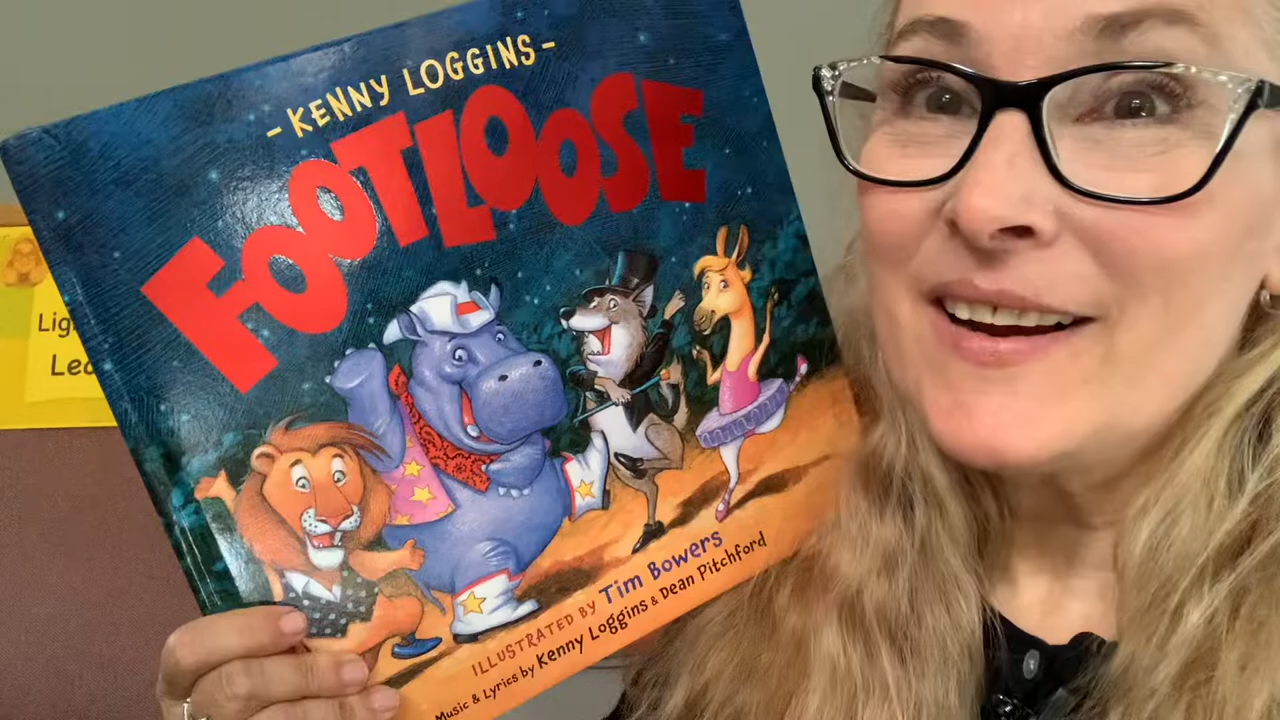 -KENNY LOGGINS-
FOOTLOOSE
ILLUSTRATED BY Tim Bowers
Music & Lyrics by Kenny Loggins & Dean Pitchford